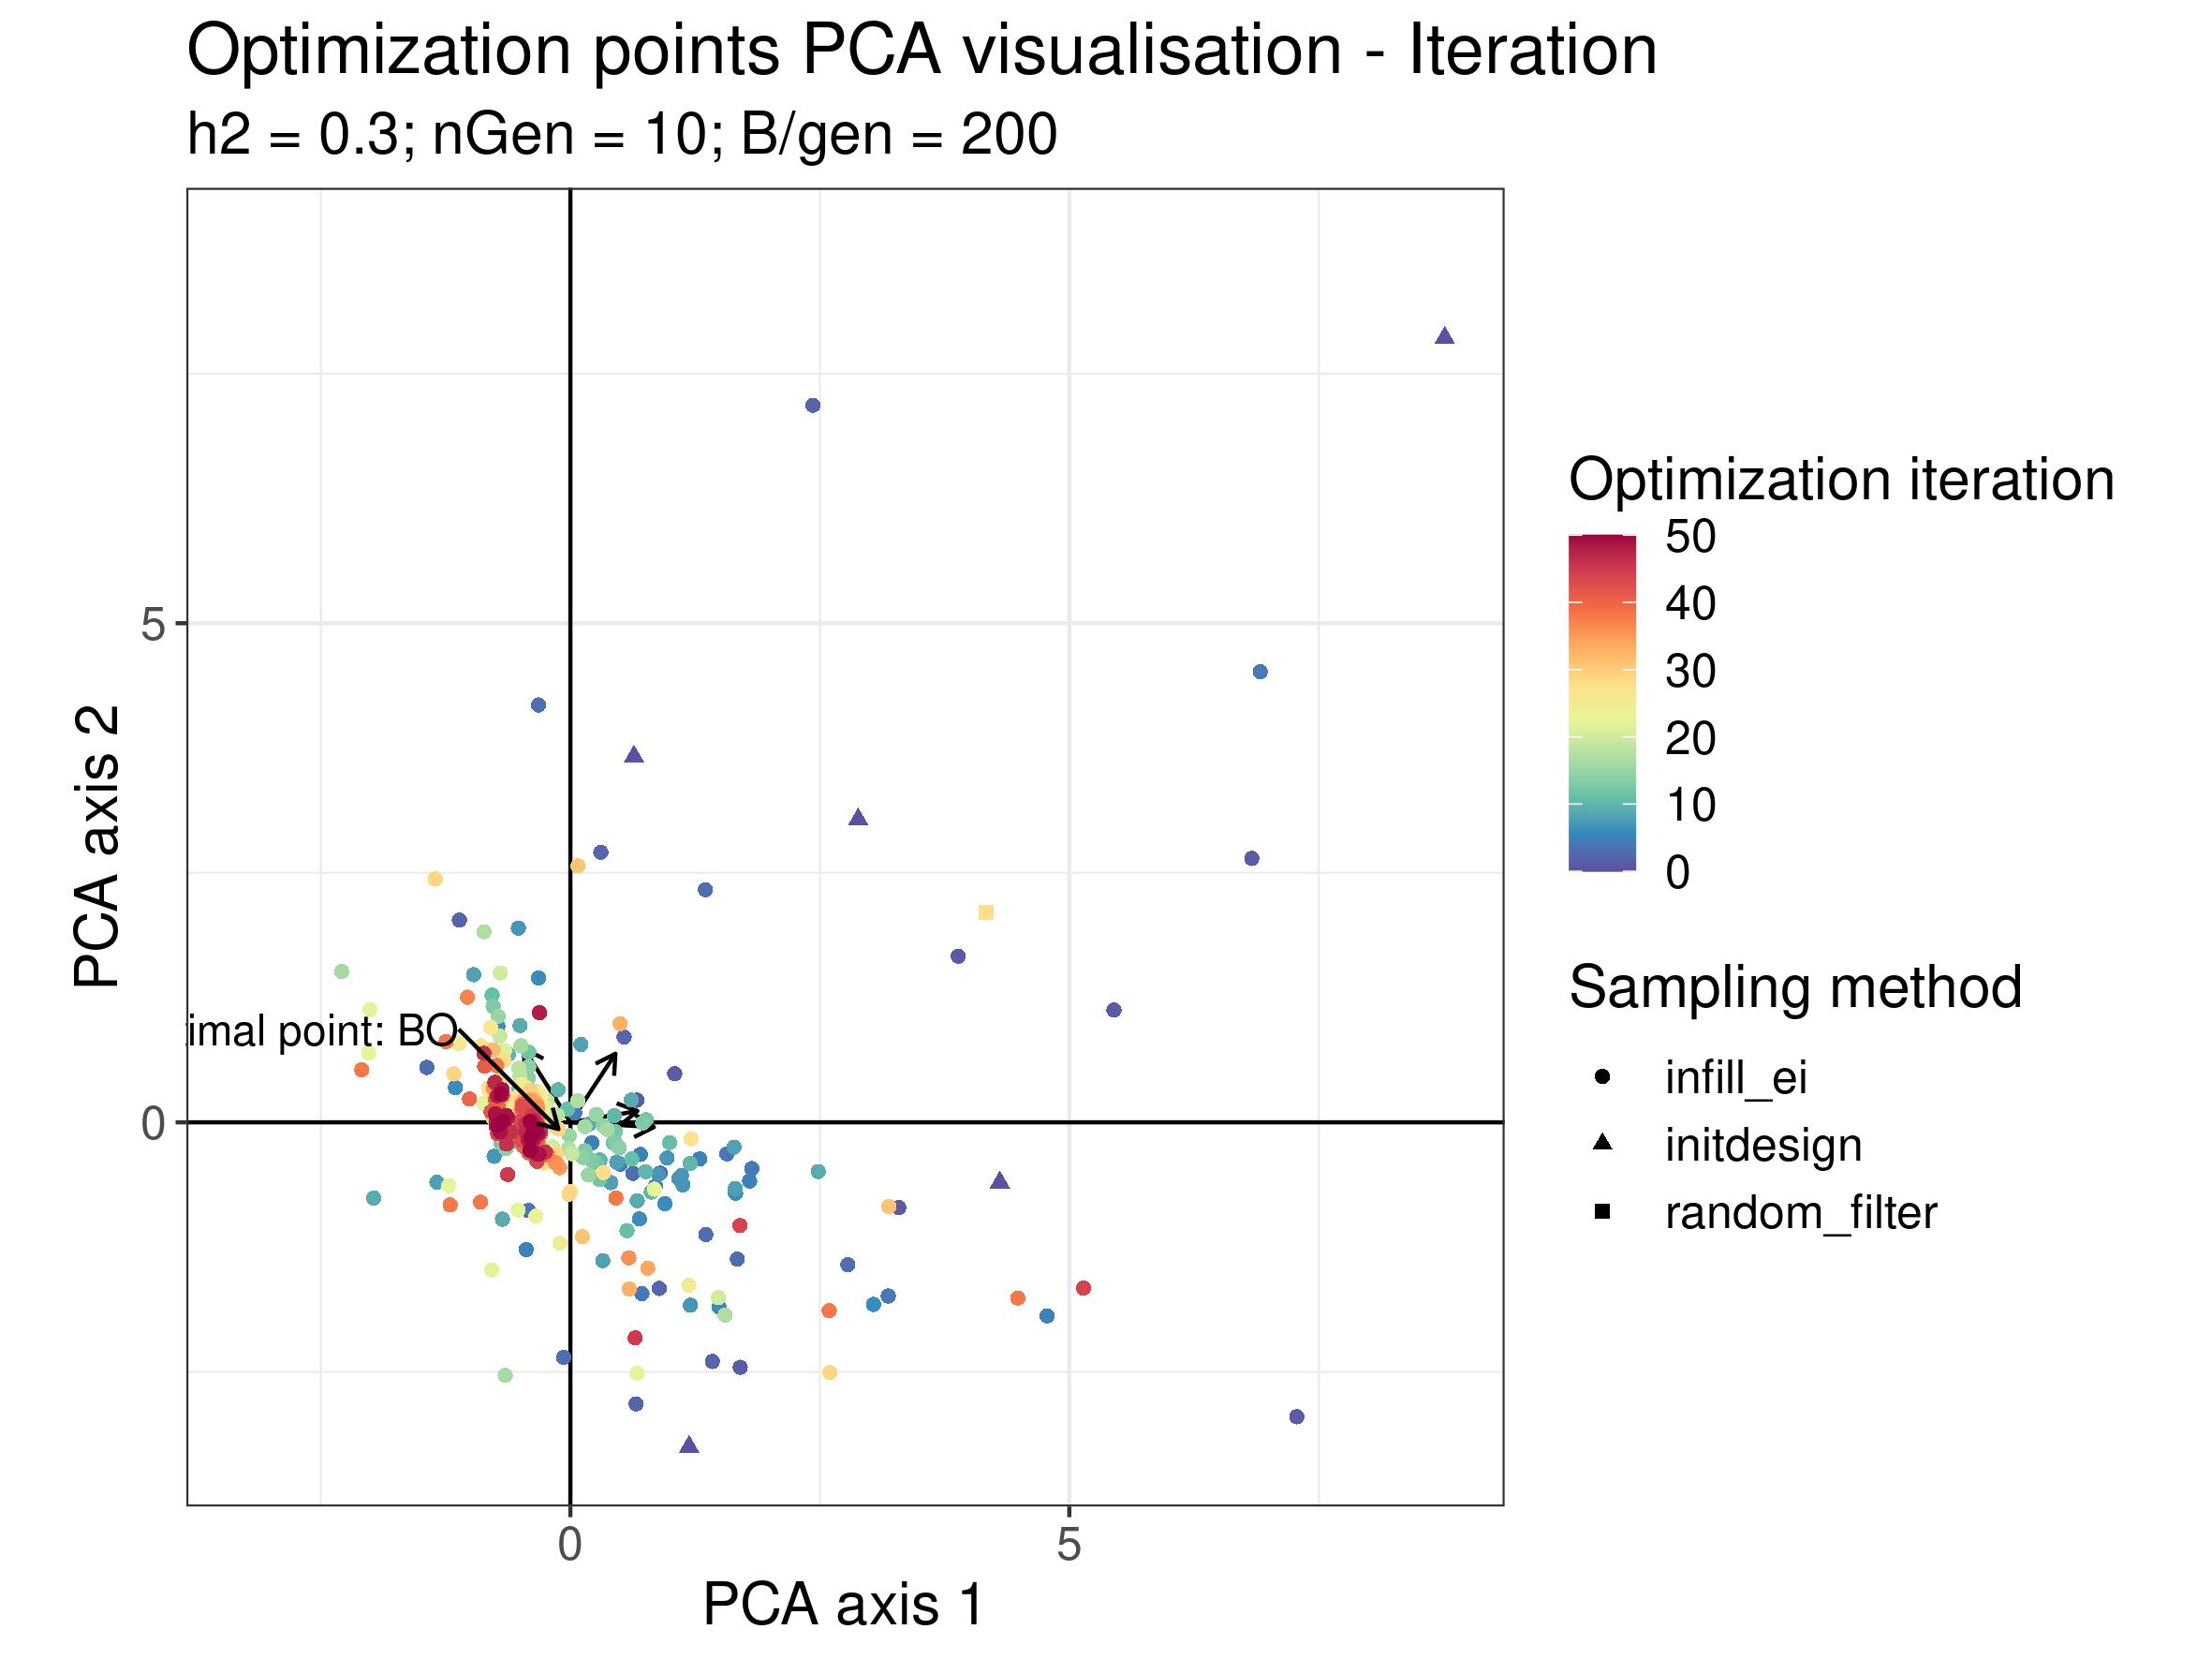 Optimization points PCA visualisation - Iteration
h2 = 0.3; nGen = 10; B/gen = 200
PCA axis 2
5
0
imal point: BO
0
5
PCA axis 1
Optimization iteration
50
40
30
20
10
0
Sampling method
infill_ei
initdesign
random_filter